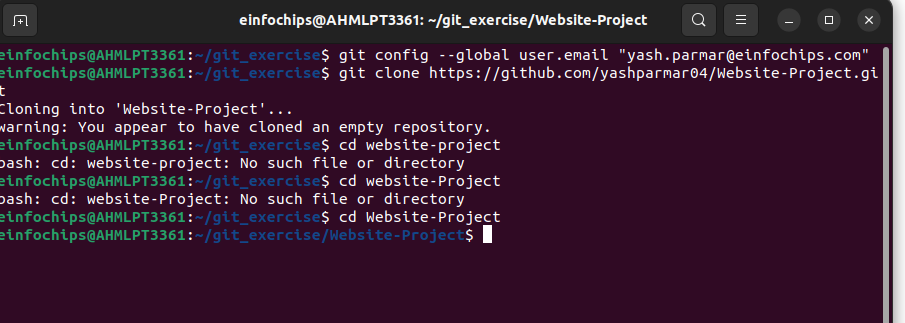 einfochips@AHMLPT3361: ~/git_exercise/Website-Project
einfochips@AHMLPT3361:~/git_exercise$ git config --global user.email "yash.parmar@einfochips.com"
einfochips@AHMLPT3361:~/git_exercise$ git clone https://github.com/yashparmar04/Website-Project.gi
t
Cloning into 'Website-Project'...
warning: You appear to have cloned an empty repository.
einfochips@AHMLPT3361:~/git_exercise$ cd website-project
bash: cd: website-project: No such file or directory
einfochips@AHMLPT3361:~/git_exercise$ cd website-Project
bash: cd: website-Project: No such file or directory
einfochips@AHMLPT3361:~/git_exercise$ cd Website-Project
einfochips@AHMLPT3361:~/git_exercise/Website-Project$